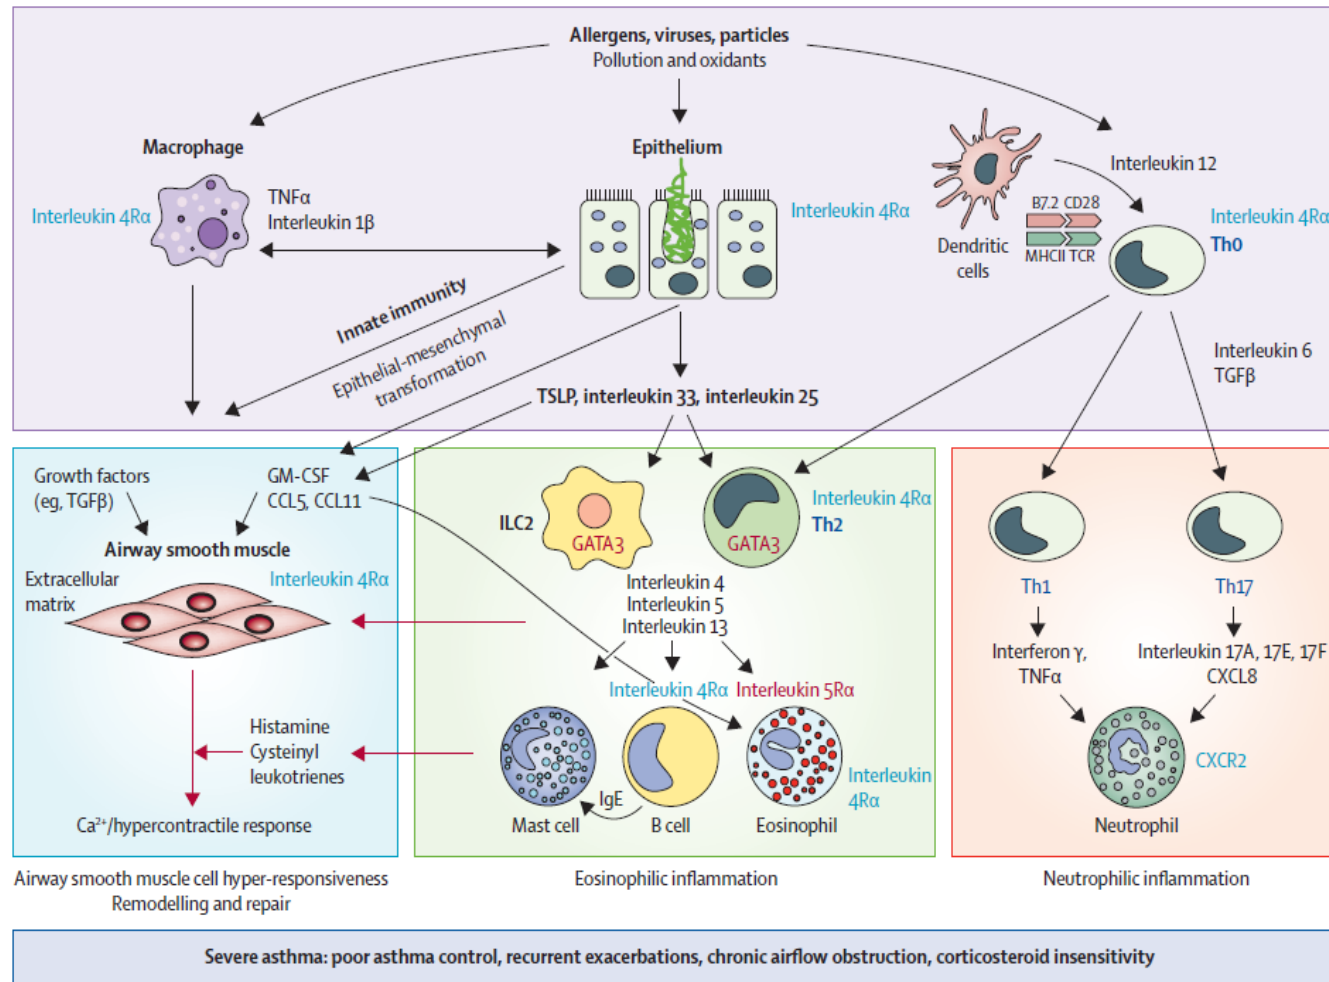 Allergens, viruses, particles
Pollution and oxidants
Macrophage
Interleukin 4Rα
TNFα
Interleukin 1β
Epithelium
Interleukin 4Rα
Dendritic
cells
Interleukin 12
B7.2 CD28
MHCII TCR
Interleukin 4Rα
Th0
Innate immunity
Epithelial-mesenchymal
transformation
TSLP, interleukin 33, interleukin 25
Interleukin 6
TGFβ
Growth factors
(eg, TGFβ)
GM-CSF
CCL5, CCL11
Airway smooth muscle
Extracellular
matrix
Interleukin 4Rα
Histamine
Cysteinyl
leukotrienes
Ca²⁺/hypercontractile response
ILC2
GATA3
GATA3
Interleukin 4Rα
Th2
Interleukin 4
Interleukin 5
Interleukin 13
Interleukin 4Rα
Interleukin 5Rα
Interleukin
4Rα
IgE
Mast cell
B cell
Eosinophil
Th1
Th17
Interferon γ,
TNFα
Interleukin 17A, 17E, 17F
CXCL8
CXCR2
Neutrophil
Airway smooth muscle cell hyper-responsiveness
Remodelling and repair
Eosinophilic inflammation
Neutrophilic inflammation
Severe asthma: poor asthma control, recurrent exacerbations, chronic airflow obstruction, corticosteroid insensitivity